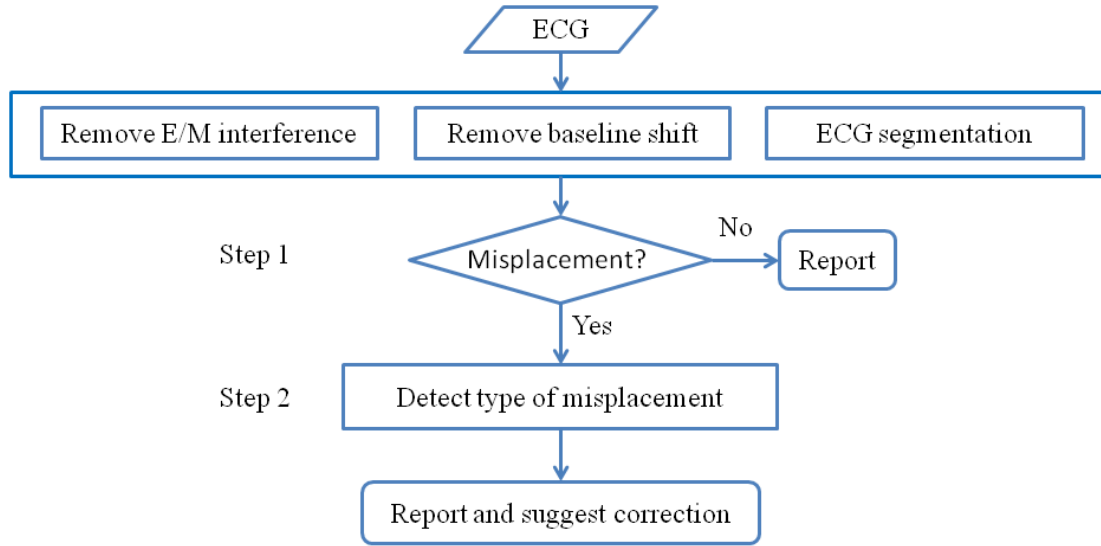 ECG
Remove E/M interference
Remove baseline shift
ECG segmentation
Step 1
Misplacement?
No
Report
Yes
Step 2
Detect type of misplacement
Report and suggest correction